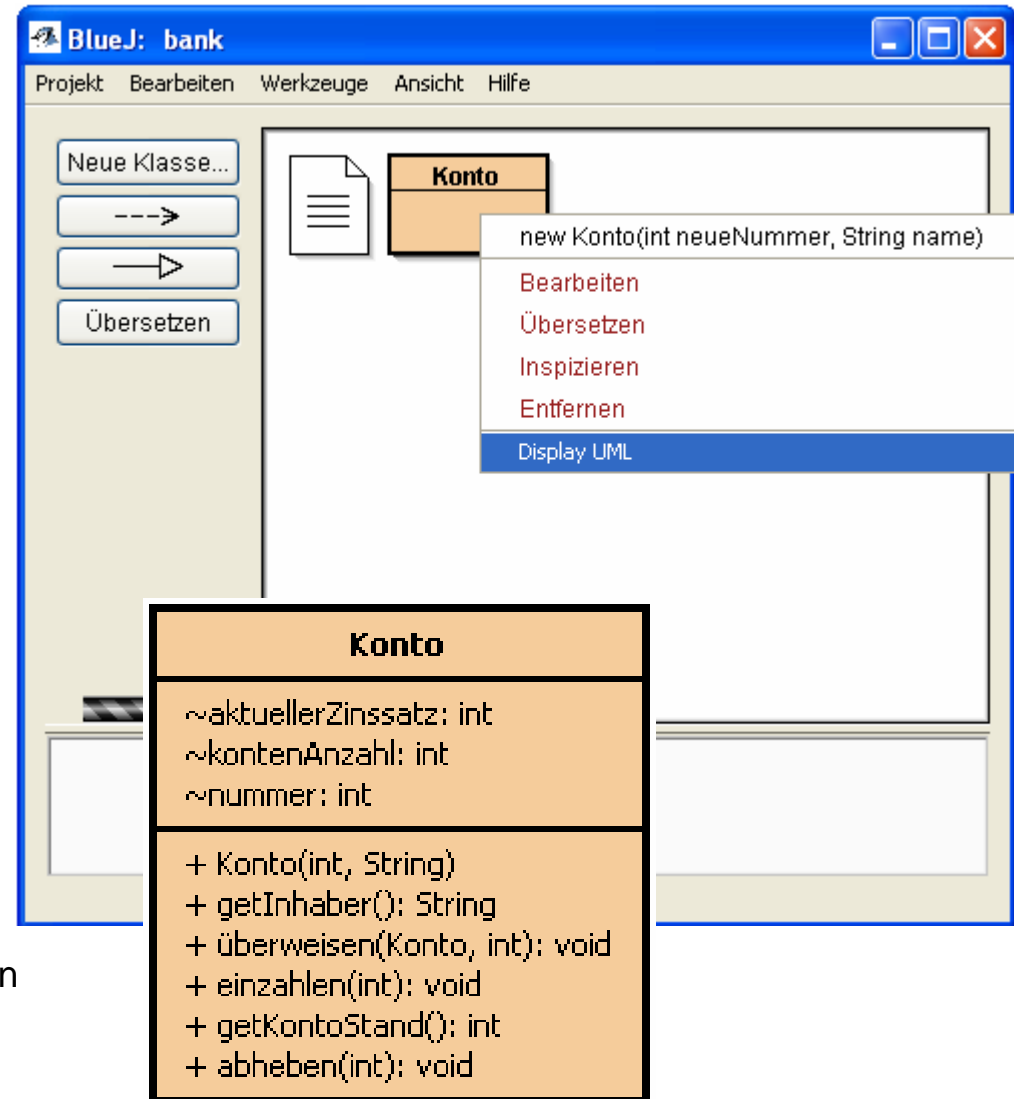 BlueJ: bank
Projekt Bearbeiten Werkzeuge Ansicht Hilfe
Neue Klasse...
Übersetzen
Konto
new Konto(int neueNummer, String name)
Bearbeiten
Übersetzen
Inspizieren
Entfernen
Display UML
Konto
~aktuellerZinssatz: int
~kontenAnzahl: int
~nummer: int
+ Konto(int, String)
+ getInhaber(): String
+ überweisen(Konto, int): void
+ einzahlen(int): void
+ getKontoStand(): int
+ abheben(int): void
n